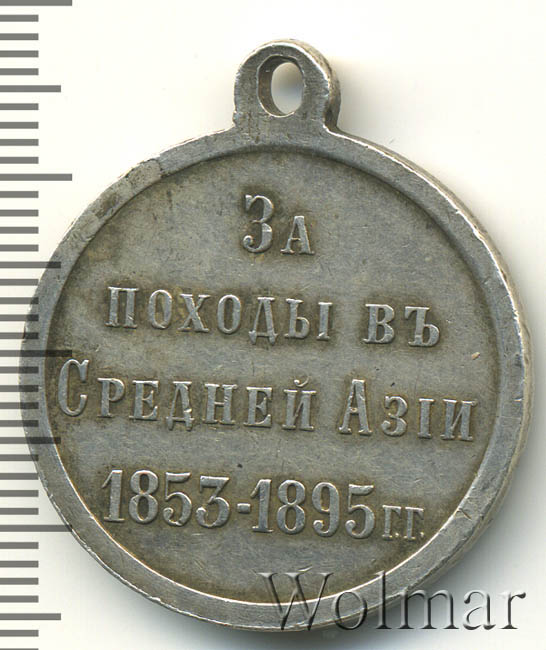 За
походы въ
Средней Азіи
1853-1895 г.г.
Wolmar